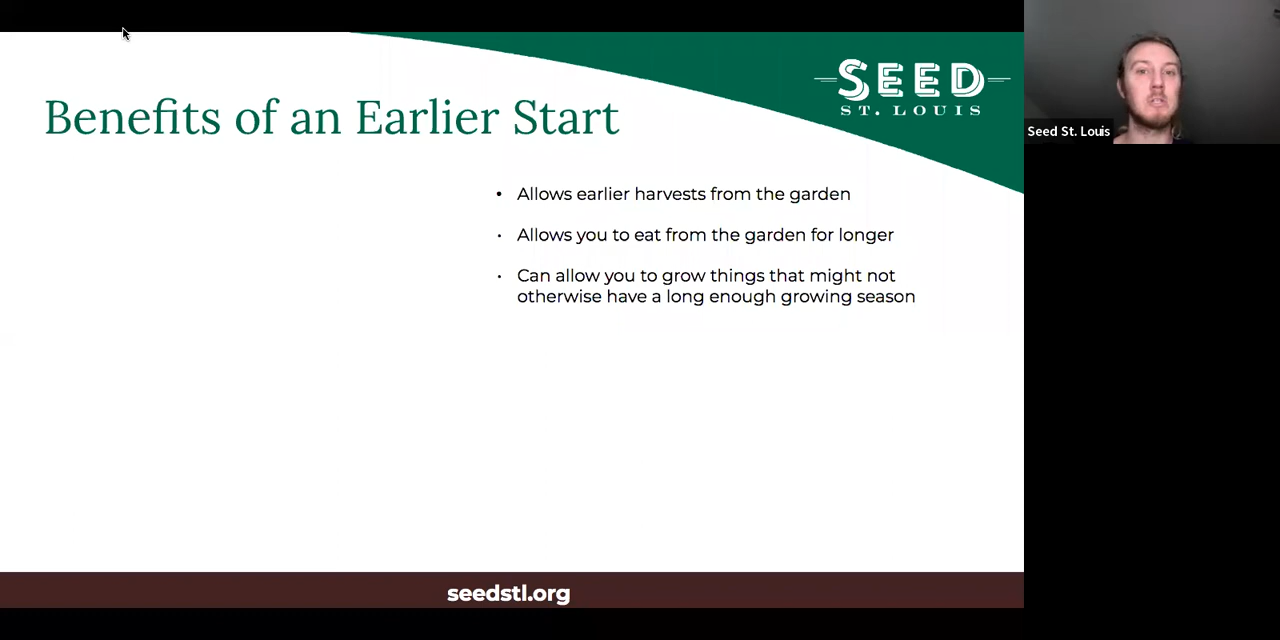 SEED
ST. LOUIS
Benefits of an Earlier Start
Seed St. Louis
• Allows earlier harvests from the garden
• Allows you to eat from the garden for longer
• Can allow you to grow things that might not
otherwise have a long enough growing season
seedstl.org